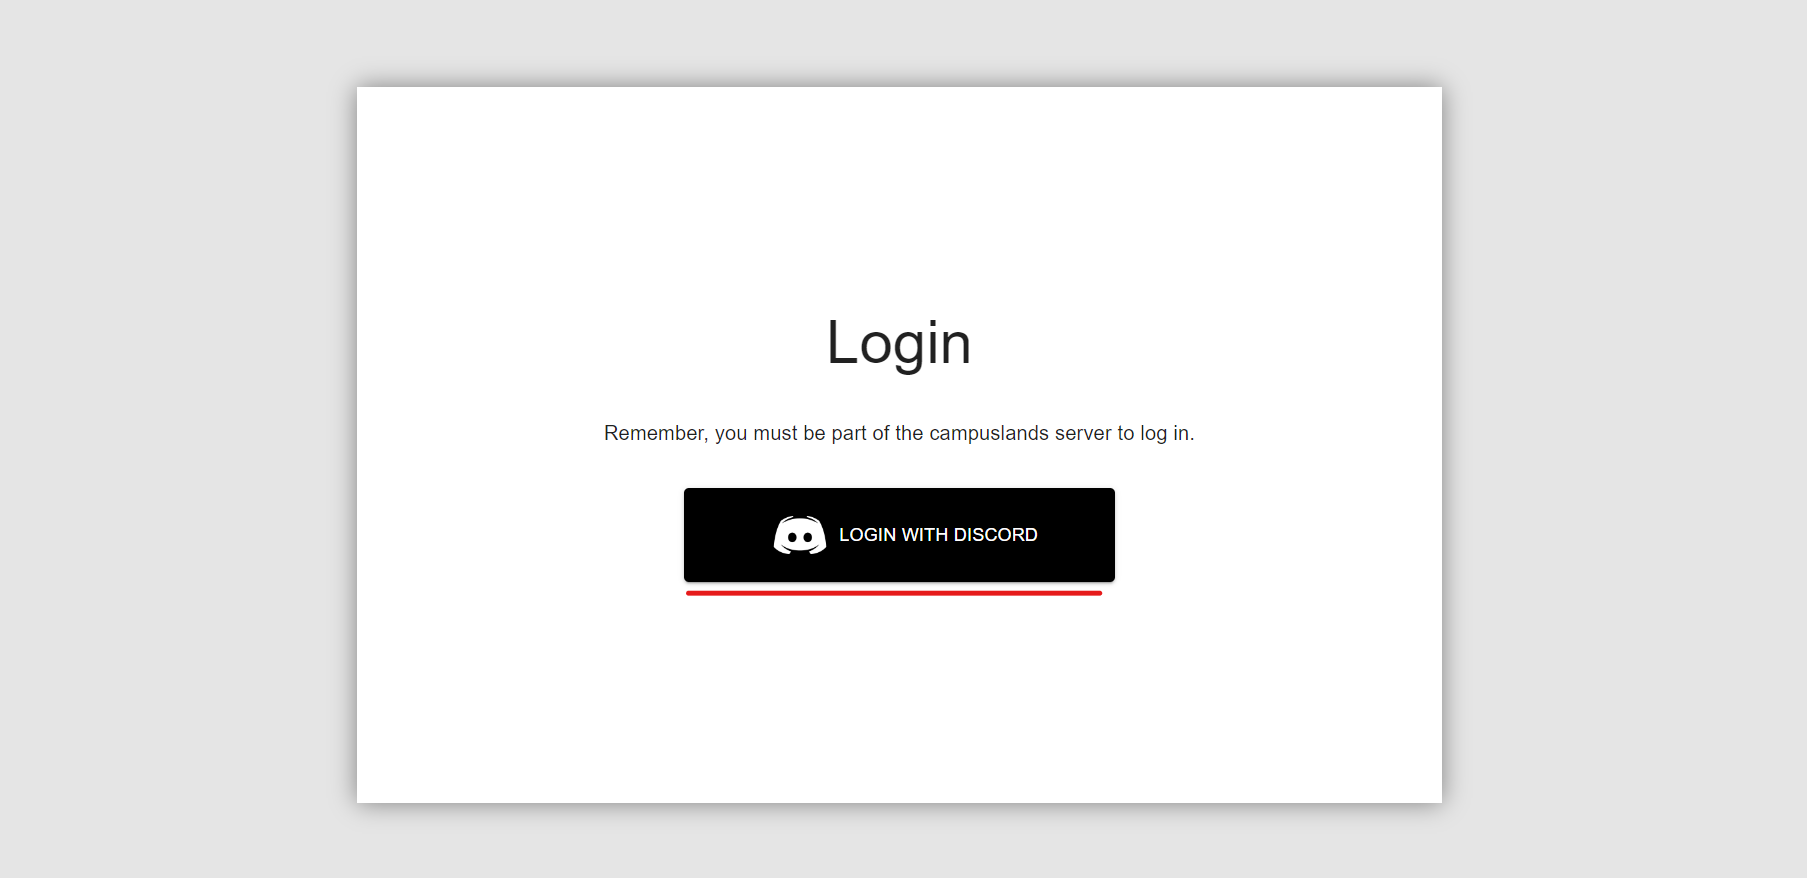 Login
Remember, you must be part of the campuslands server to log in.
LOGIN WITH DISCORD